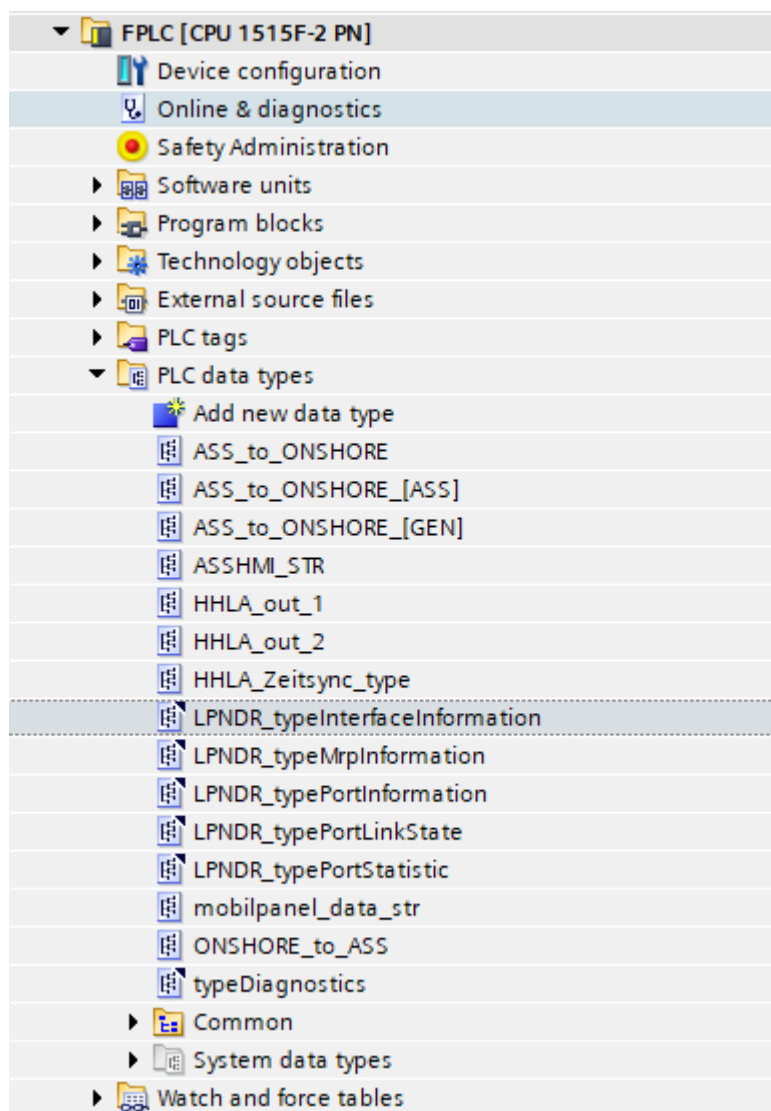 FPLC [CPU 1515F-2 PN]
Device configuration
Online & diagnostics
Safety Administration
Software units
Program blocks
Technology objects
External source files
PLC tags
PLC data types
Add new data type
ASS_to_ONSHORE
ASS_to_ONSHORE_[ASS]
ASS_to_ONSHORE_[GEN]
ASSHMI_STR
HHLA_out_1
HHLA_out_2
HHLA_Zeitsync_type
LPNDR_typeInterfaceInformation
LPNDR_typeMrpInformation
LPNDR_typePortInformation
LPNDR_typePortLinkState
LPNDR_typePortStatistic
mobilpanel_data_str
ONSHORE_to_ASS
typeDiagnostics
Common
System data types
Watch and force tables